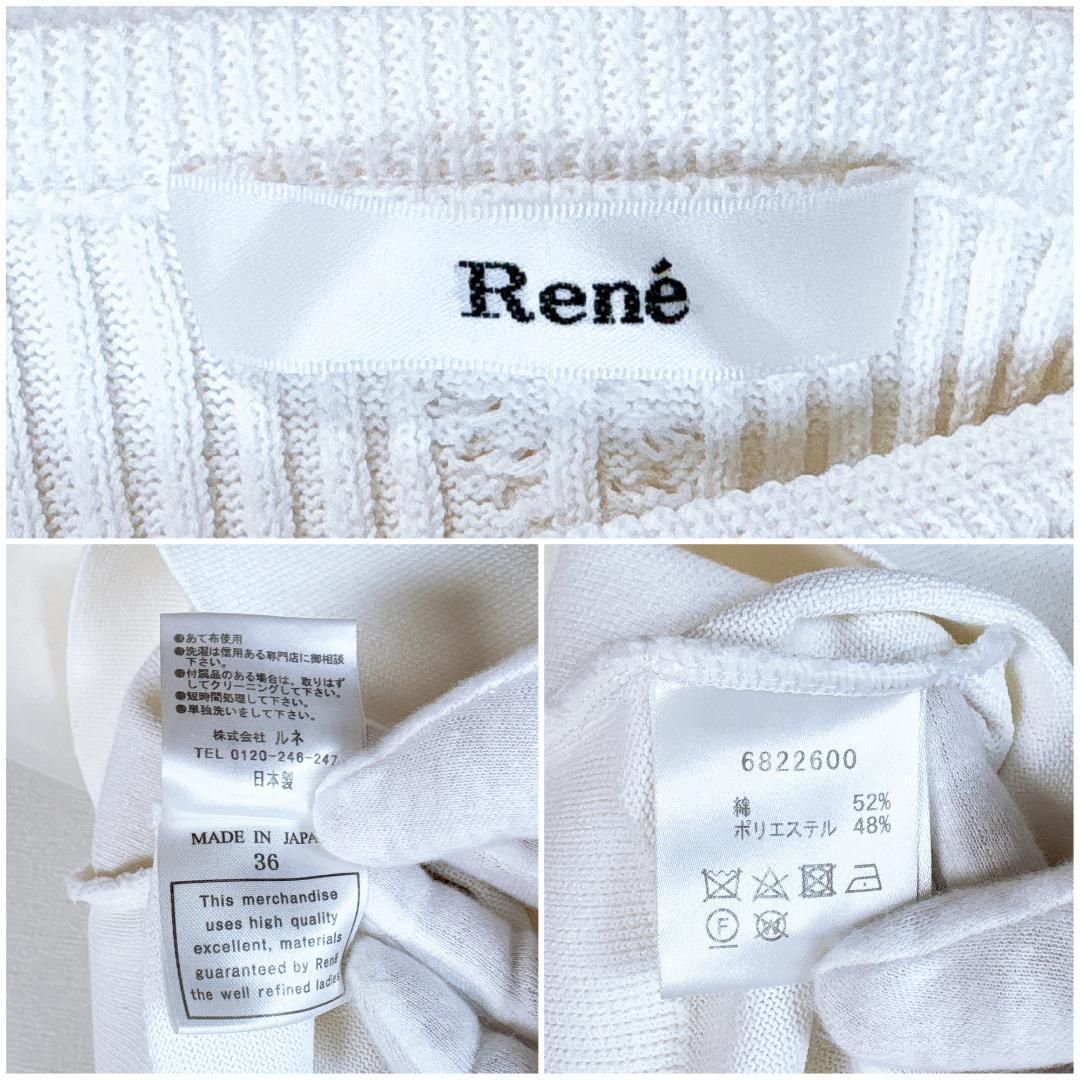 René
●あて布使用
●洗濯は信用ある専門店に御相談
下さい。
●付属品のある場合は、取りはず
してクリーニングして下さい。
●短時間処理して下さい。
●単独洗いをして下さい。
株式会社 ルネ
TEL 0120-246-247
日本製
MADE IN JAPA
36
This merchandise
uses high quality
excellent, materials
guaranteed by René
the well refined ladies
6822600
綿 52%
ポリエステル 48%
F